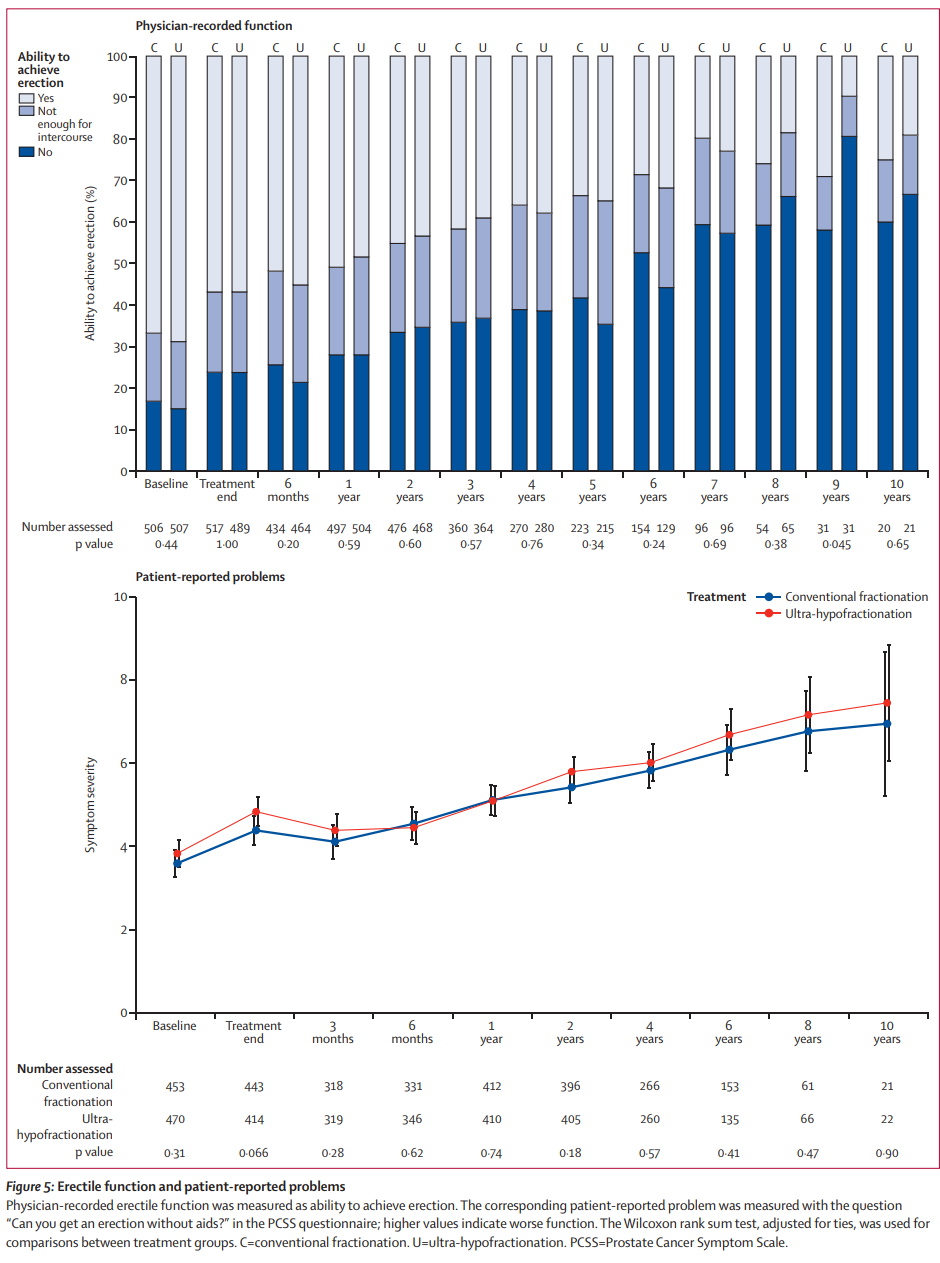 Physician-recorded function
Ability to
achieve
erection
Yes
Not
enough for
intercourse
No
C U C U C U C U C U C U C U C U C U C U C U C U C U
Ability to achieve erection (%)
100
90
80
70
60
50
40
30
20
10
0
Baseline Treatment end 6 months 1 year 2 years 3 years 4 years 5 years 6 years 7 years 8 years 9 years 10 years
Number assessed 506 507 517 489 434 464 497 504 476 468 360 364 270 280 223 215 154 129 96 96 54 65 31 31 20 21
p value 0·44 1·00 0·20 0·59 0·60 0·57 0·76 0·34 0·24 0·69 0·38 0·045 0·65
Patient-reported problems
Treatment Conventional fractionation
Ultra-hypofractionation
Symptom severity
10
8
6
4
2
0
Baseline Treatment end 3 months 6 months 1 year 2 years 4 years 6 years 8 years 10 years
Number assessed
Conventional fractionation 453 443 318 331 412 396 266 153 61 21
Ultra-hypofractionation 470 414 319 346 410 405 260 135 66 22
p value 0·31 0·066 0·28 0·62 0·74 0·18 0·57 0·41 0·47 0·90
Figure 5: Erectile function and patient-reported problems
Physician-recorded erectile function was measured as ability to achieve erection. The corresponding patient-reported problem was measured with the question
“Can you get an erection without aids?” in the PCSS questionnaire; higher values indicate worse function. The Wilcoxon rank sum test, adjusted for ties, was used for
comparisons between treatment groups. C=conventional fractionation. U=ultra-hypofractionation. PCSS=Prostate Cancer Symptom Scale.